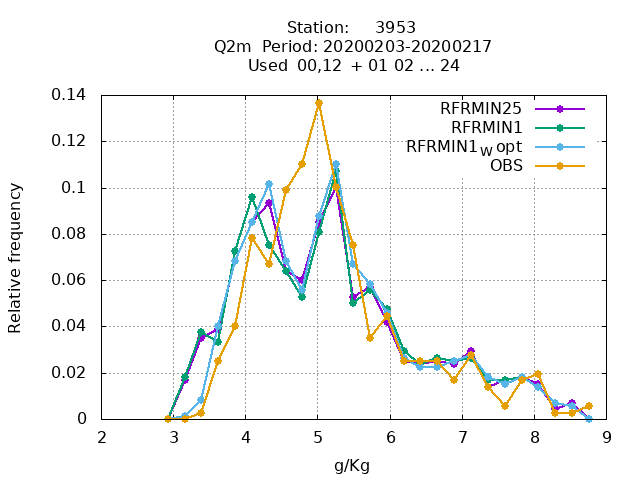 Station: 3953
Q2m Period: 20200203-20200217
Used 00,12 + 01 02 ... 24
0.14
0.12
0.1
0.08
0.06
0.04
0.02
0
2 3 4 5 6 7 8 9
Relative frequency
g/Kg
RFRMIN25
RFRMIN1
RFRMIN1W opt
OBS